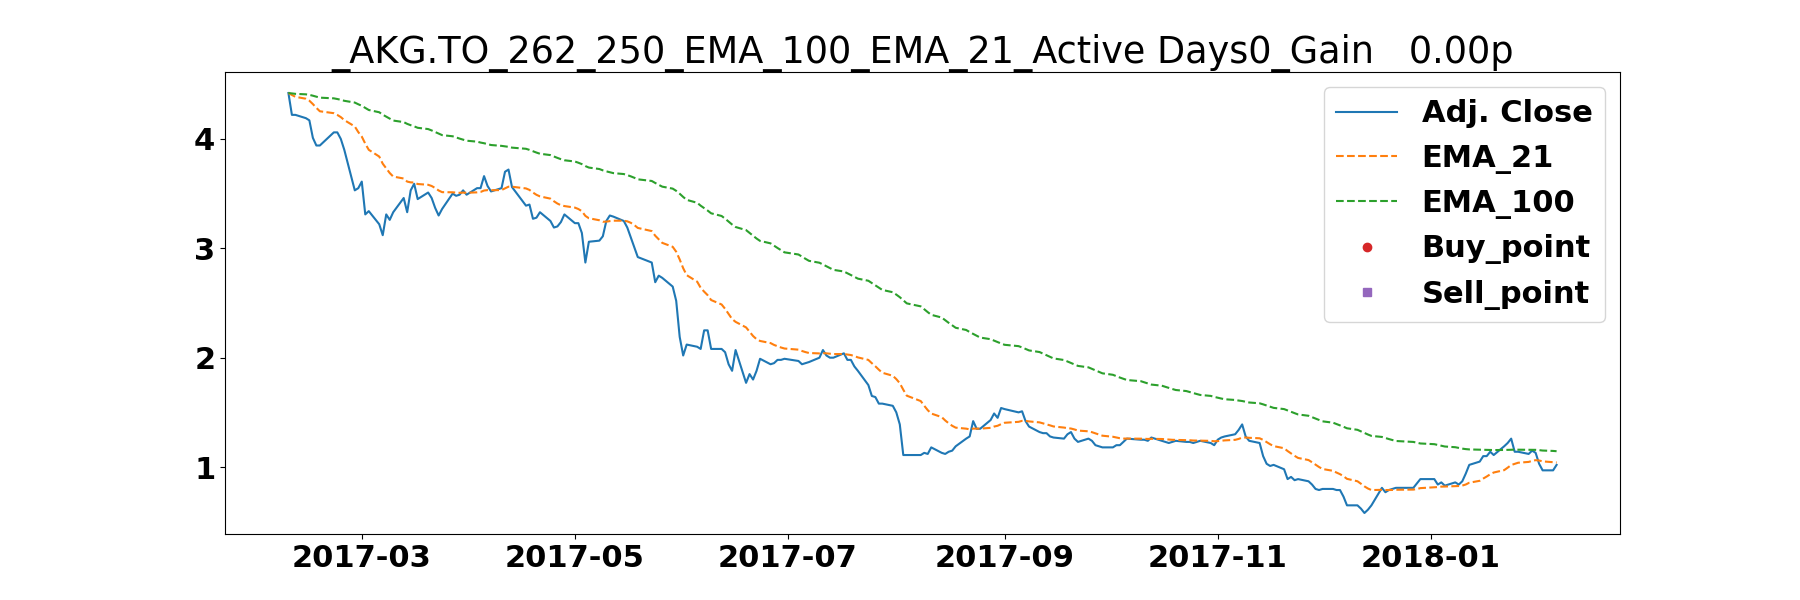 _AKG.TO_262_250_EMA_100_EMA_21_Active Days0_Gain   0.00p
Adj. Close
EMA_21
EMA_100
Buy_point
Sell_point
4
3
2
1
2017-03 2017-05 2017-07 2017-09 2017-11 2018-01